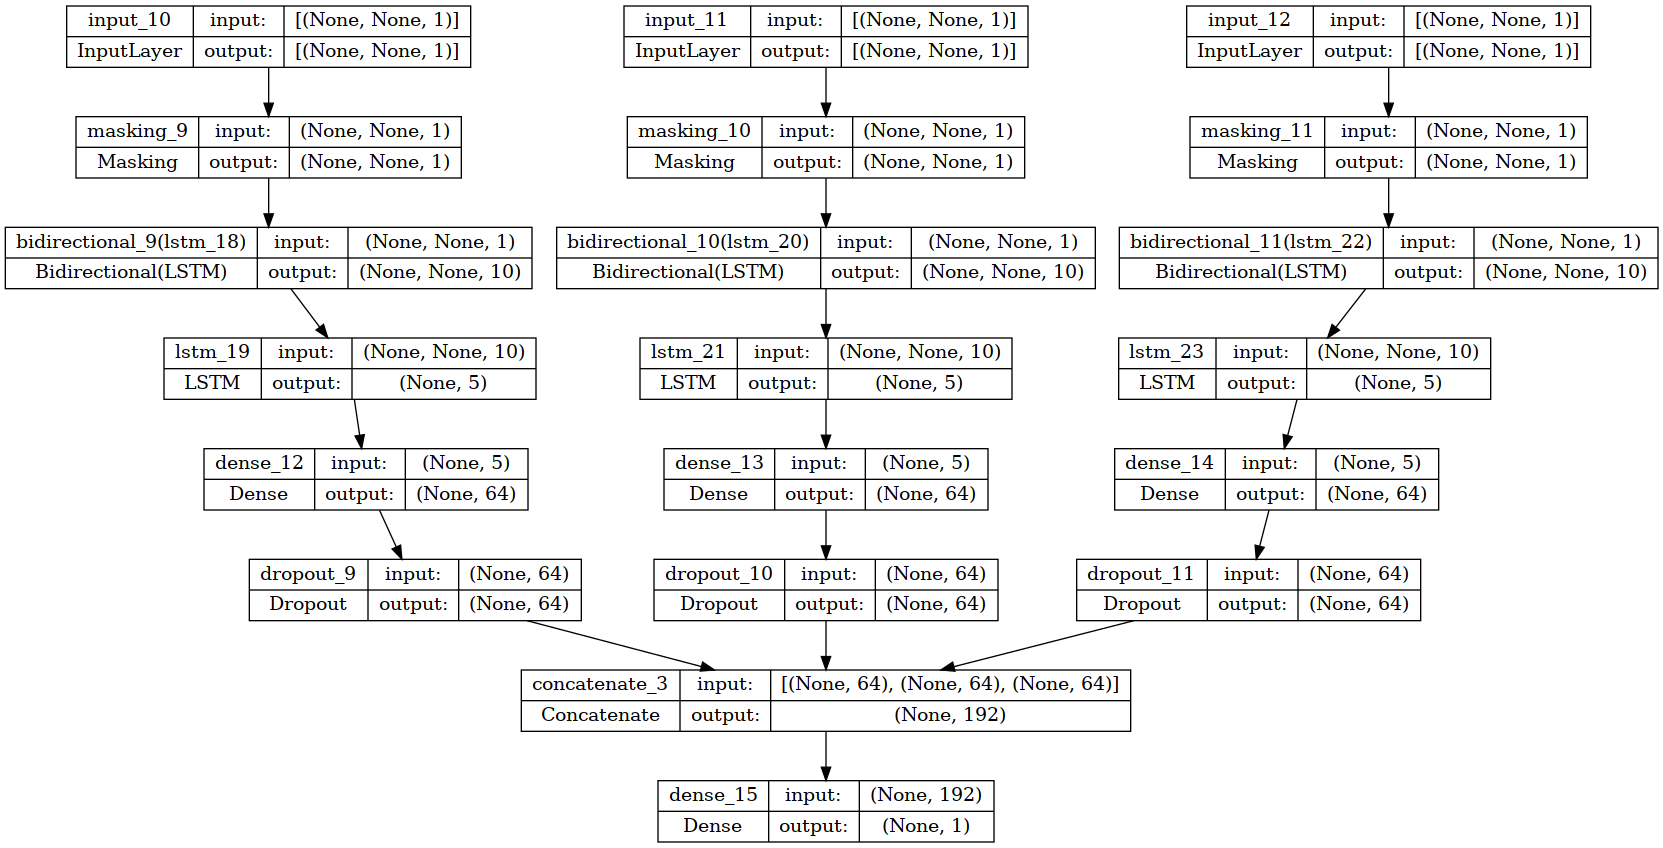 input_10 input: [(None, None, 1)]
InputLayer output: [(None, None, 1)]
input_11 input: [(None, None, 1)]
InputLayer output: [(None, None, 1)]
input_12 input: [(None, None, 1)]
InputLayer output: [(None, None, 1)]
masking_9 input: (None, None, 1)
Masking output: (None, None, 1)
masking_10 input: (None, None, 1)
Masking output: (None, None, 1)
masking_11 input: (None, None, 1)
Masking output: (None, None, 1)
bidirectional_9(lstm_18) input: (None, None, 1)
Bidirectional(LSTM) output: (None, None, 10)
bidirectional_10(lstm_20) input: (None, None, 1)
Bidirectional(LSTM) output: (None, None, 10)
bidirectional_11(lstm_22) input: (None, None, 1)
Bidirectional(LSTM) output: (None, None, 10)
lstm_19 input: (None, None, 10)
LSTM output: (None, 5)
lstm_21 input: (None, None, 10)
LSTM output: (None, 5)
lstm_23 input: (None, None, 10)
LSTM output: (None, 5)
dense_12 input: (None, 5)
Dense output: (None, 64)
dense_13 input: (None, 5)
Dense output: (None, 64)
dense_14 input: (None, 5)
Dense output: (None, 64)
dropout_9 input: (None, 64)
Dropout output: (None, 64)
dropout_10 input: (None, 64)
Dropout output: (None, 64)
dropout_11 input: (None, 64)
Dropout output: (None, 64)
concatenate_3 input: [(None, 64), (None, 64), (None, 64)]
Concatenate output: (None, 192)
dense_15 input: (None, 192)
Dense output: (None, 1)